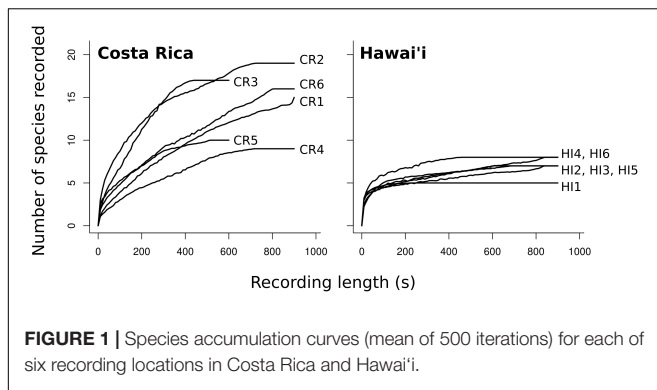 Costa Rica
Hawai'i
Number of species recorded
20
15
10
5
0
CR2
CR3
CR6
CR1
CR5
CR4
HI4, HI6
HI2, HI3, HI5
HI1
0 200 400 600 800 1000
0 200 400 600 800 1000
Recording length (s)
FIGURE 1 | Species accumulation curves (mean of 500 iterations) for each of
six recording locations in Costa Rica and Hawaiʻi.